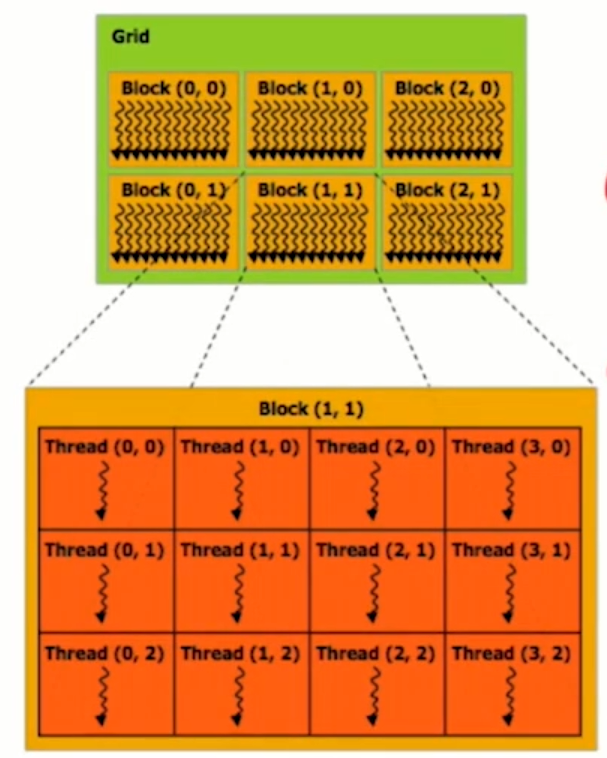 Grid
Block (0, 0) Block (1, 0) Block (2, 0)
Block (0, 1) Block (1, 1) Block (2, 1)
Block (1, 1)
Thread (0, 0) Thread (1, 0) Thread (2, 0) Thread (3, 0)
Thread (0, 1) Thread (1, 1) Thread (2, 1) Thread (3, 1)
Thread (0, 2) Thread (1, 2) Thread (2, 2) Thread (3, 2)